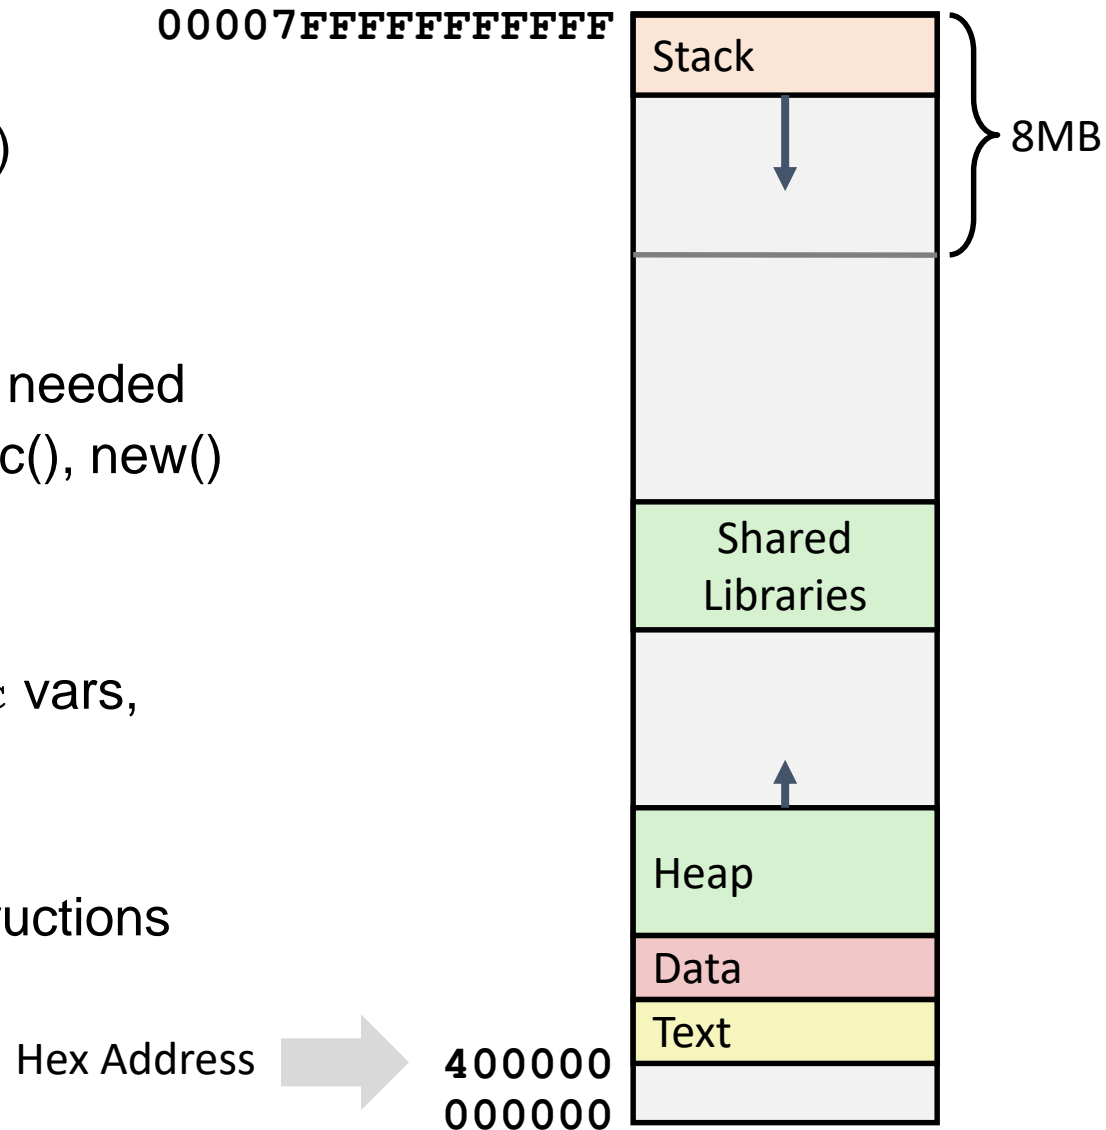 00007FFFFFFFFFFF
Stack
)
8MB
needed
c(), new()
Shared
Libraries
c vars,
Heap
uctions
Data
Text
Hex Address
400000
000000